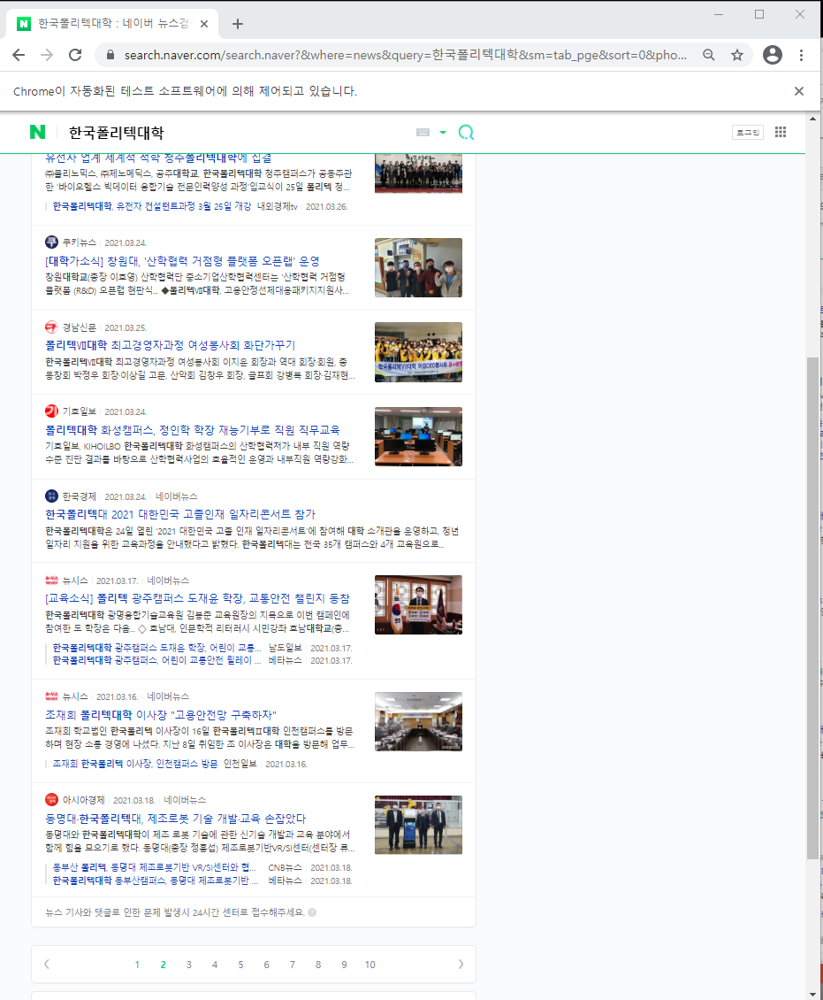 한국폴리텍대학 : 네이버 뉴스검
search.naver.com/search.naver?&where=news&query=한국폴리텍대학&sm=tab_pge&sort=0&pho...
Chrome이 자동화된 테스트 소프트웨어에 의해 제어되고 있습니다.
N 한국폴리텍대학
로그인
유전자 업계 세계적 석학 청주폴리텍대학에 집결
㈜클리노믹스, ㈜제노메딕스, 공주대학교, 한국폴리텍대학 청주캠퍼스가 공동주관
한 '바이오헬스 빅데이터 융합기술 전문인력양성 과정'입교식이 25일 폴리텍 청...
한국폴리텍대학, 유전자 컨설턴트과정 3월 25일 개강 내외경제tv 2021.03.26.
쿠키뉴스 2021.03.24.
[대학가소식] 창원대, '산학협력 거점형 플랫폼 오픈랩' 운영
창원대학교(총장 이호영) 산학협력단 중소기업산학협력센터는 '산학협력 거점형
플랫폼 (R&D) 오픈랩 현판식... ◆폴리텍Ⅶ대학, 고용안정선제대응패키지지원사...
경남신문 2021.03.25.
폴리텍Ⅶ대학 최고경영자과정 여성봉사회 화단가꾸기
한국폴리텍Ⅶ대학 최고경영자과정 여성봉사회 이지윤 회장과 역대 회장·회원, 총
동창회 박정우 회장·이상길 고문, 산악회 김창우 회장, 골프회 강병복 회장·김재현...
기호일보 2021.03.24.
폴리텍대학 화성캠퍼스, 정인학 학장 재능기부로 직원 직무교육
기호일보, KIHOILBO 한국폴리텍대학 화성캠퍼스의 산학협력처가 내부 직원 역량
수준 진단 결과를 바탕으로 산학협력사업의 효율적인 운영과 내부직원 역량강화...
한국경제 2021.03.24. 네이버뉴스
한국폴리텍대 2021 대한민국 고졸인재 일자리콘서트 참가
한국폴리텍대학은 24일 열린 '2021 대한민국 고졸 인재 일자리콘서트'에 참여해 대학 소개관을 운영하고, 청년
일자리 지원을 위한 교육과정을 안내했다고 밝혔다. 한국폴리텍대는 전국 35개 캠퍼스와 4개 교육원으로...
뉴시스 2021.03.17. 네이버뉴스
[교육소식] 폴리텍 광주캠퍼스 도재윤 학장, 교통안전 챌린지 동참
한국폴리텍대학 광명융합기술교육원 김봉준 교육원장의 지목으로 이번 캠페인에
참여한 도 학장은 다음... ◇ 호남대, 인문학적 리터러시 시민강좌 호남대학교(총...
한국폴리텍대학 광주캠퍼스 도재윤 학장, 어린이 교통... 남도일보 2021.03.17.
한국폴리텍대학 광주캠퍼스, 어린이 교통안전 릴레이 ... 베타뉴스 2021.03.17.
뉴시스 2021.03.16. 네이버뉴스
조재희 폴리텍대학 이사장 "고용안전망 구축하자"
조재희 학교법인 한국폴리텍 이사장이 16일 한국폴리텍Ⅱ대학 인천캠퍼스를 방문
하며 현장 소통 경영에 나섰다. 지난 8일 취임한 조 이사장은 대학을 방문해 업무...
조재희 한국폴리텍 이사장, 인천캠퍼스 방문 인천일보 2021.03.16.
아시아경제 2021.03.18. 네이버뉴스
동명대·한국폴리텍대, 제조로봇 기술 개발·교육 손잡았다
동명대와 한국폴리텍대학이 제조 로봇 기술에 관한 신기술 개발과 교육 분야에서
함께 힘을 모으기로 했다. 동명대(총장 정홍섭) 제조로봇기반VR/SI센터(센터장 류...
동부산 폴리텍, 동명대 제조로봇기반 VR/SI센터와 협... CNB뉴스 2021.03.18.
한국폴리텍대학 동부산캠퍼스, 동명대 제조로봇기반 ... 베타뉴스 2021.03.18.
뉴스 기사와 댓글로 인한 문제 발생시 24시간 센터로 접수해주세요.
1 2 3 4 5 6 7 8 9 10